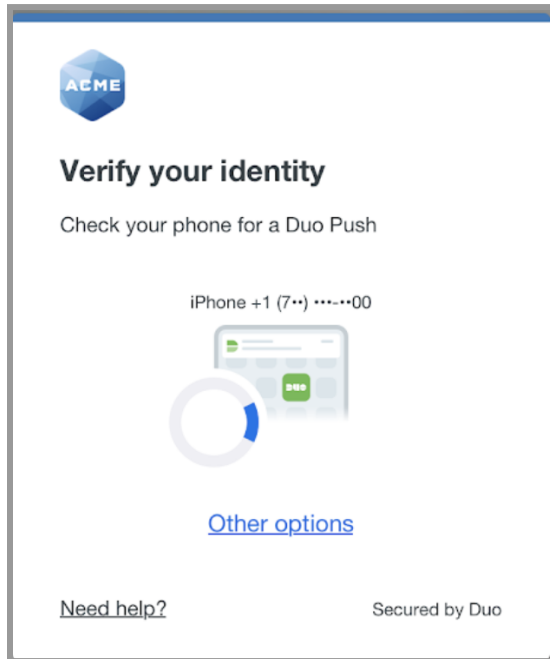 ACME
Verify your identity
Check your phone for a Duo Push
iPhone +1 (7••) •••-••00
DUO
Other options
Need help?
Secured by Duo